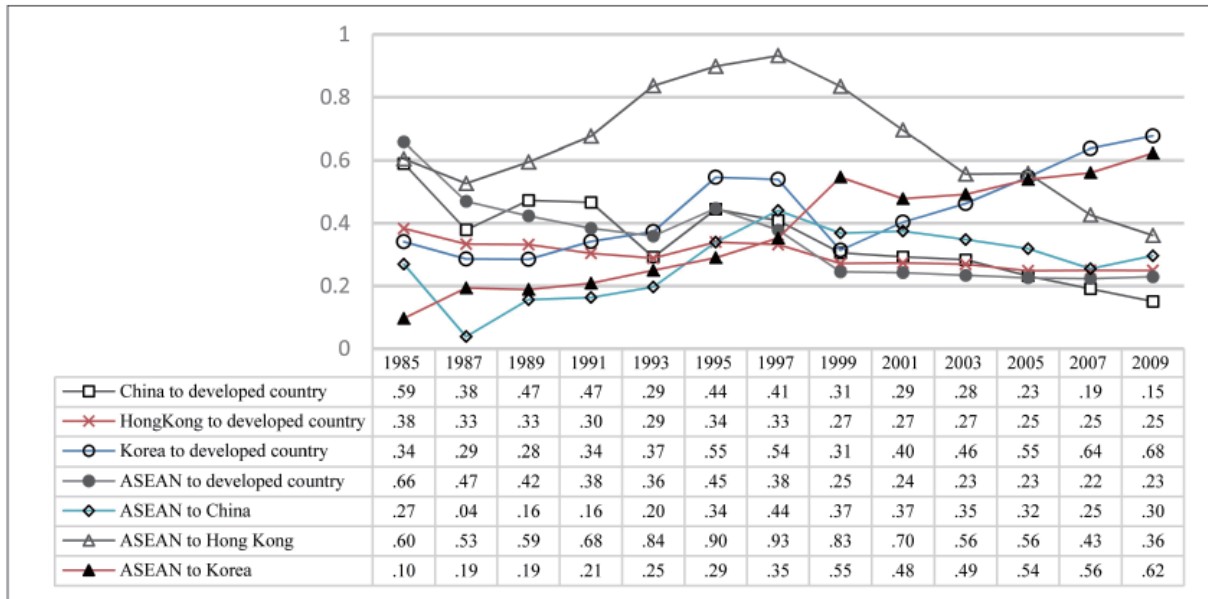 1
0.8
0.6
0.4
0.2
0
1985 1987 1989 1991 1993 1995 1997 1999 2001 2003 2005 2007 2009
China to developed country .59 .38 .47 .47 .29 .44 .41 .31 .29 .28 .23 .19 .15
HongKong to developed country .38 .33 .33 .30 .29 .34 .33 .27 .27 .27 .25 .25 .25
Korea to developed country .34 .29 .28 .34 .37 .55 .54 .31 .40 .46 .55 .64 .68
ASEAN to developed country .66 .47 .42 .38 .36 .45 .38 .25 .24 .23 .23 .22 .23
ASEAN to China .27 .04 .16 .16 .20 .34 .44 .37 .37 .35 .32 .25 .30
ASEAN to Hong Kong .60 .53 .59 .68 .84 .90 .93 .83 .70 .56 .56 .43 .36
ASEAN to Korea .10 .19 .19 .21 .25 .29 .35 .55 .48 .49 .54 .56 .62